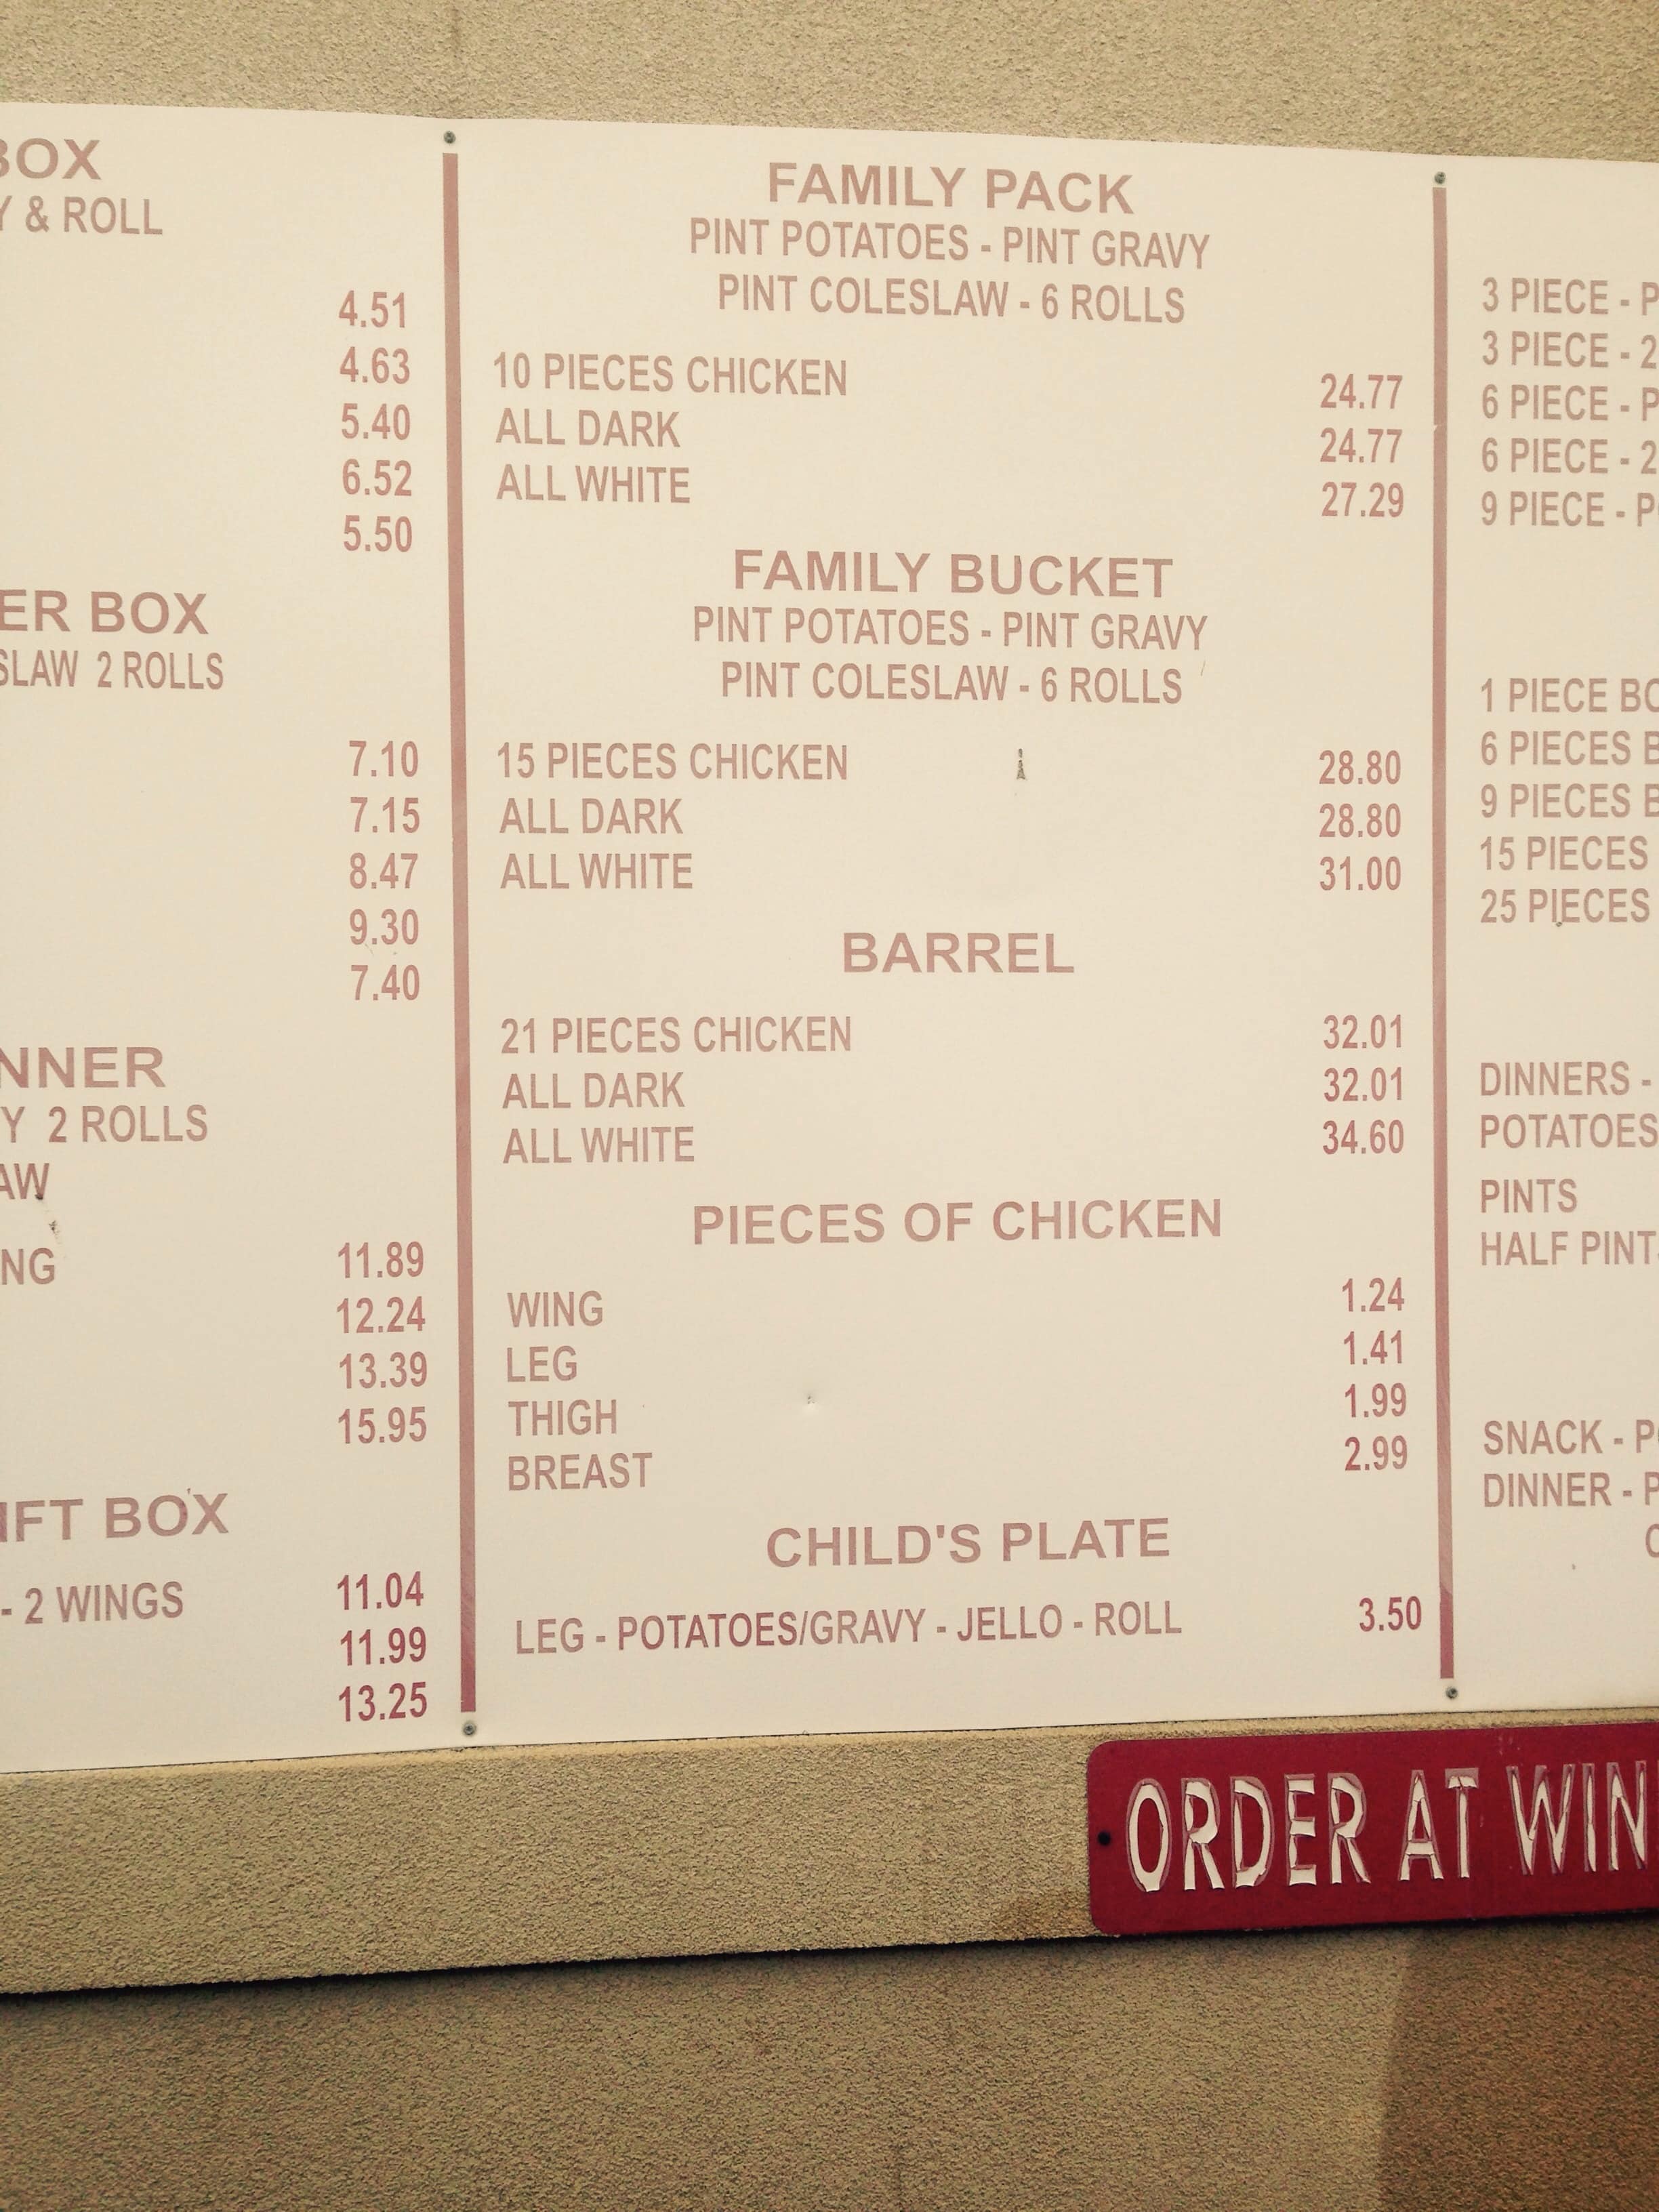 BOX
Y & ROLL
4.51
4.63
5.40
6.52
5.50
ER BOX
SLAW 2 ROLLS
7.10
7.15
8.47
9.30
7.40
NNER
Y 2 ROLLS
AW
NG 11.89
12.24
13.39
15.95
IFT BOX
- 2 WINGS 11.04
11.99
13.25
FAMILY PACK
PINT POTATOES - PINT GRAVY
PINT COLESLAW - 6 ROLLS
10 PIECES CHICKEN 24.77
ALL DARK 24.77
ALL WHITE 27.29
FAMILY BUCKET
PINT POTATOES - PINT GRAVY
PINT COLESLAW - 6 ROLLS
15 PIECES CHICKEN 28.80
ALL DARK 28.80
ALL WHITE 31.00
BARREL
21 PIECES CHICKEN 32.01
ALL DARK 32.01
ALL WHITE 34.60
PIECES OF CHICKEN
WING 1.24
LEG 1.41
THIGH 1.99
BREAST 2.99
CHILD'S PLATE
LEG - POTATOES/GRAVY - JELLO - ROLL 3.50
3 PIECE - P
3 PIECE - 2
6 PIECE - P
6 PIECE - 2
9 PIECE - P
1 PIECE BO
6 PIECES B
9 PIECES B
15 PIECES
25 PIECES
DINNERS -
POTATOES
PINTS
HALF PINT
SNACK - P
DINNER - P
ORDER AT WIN